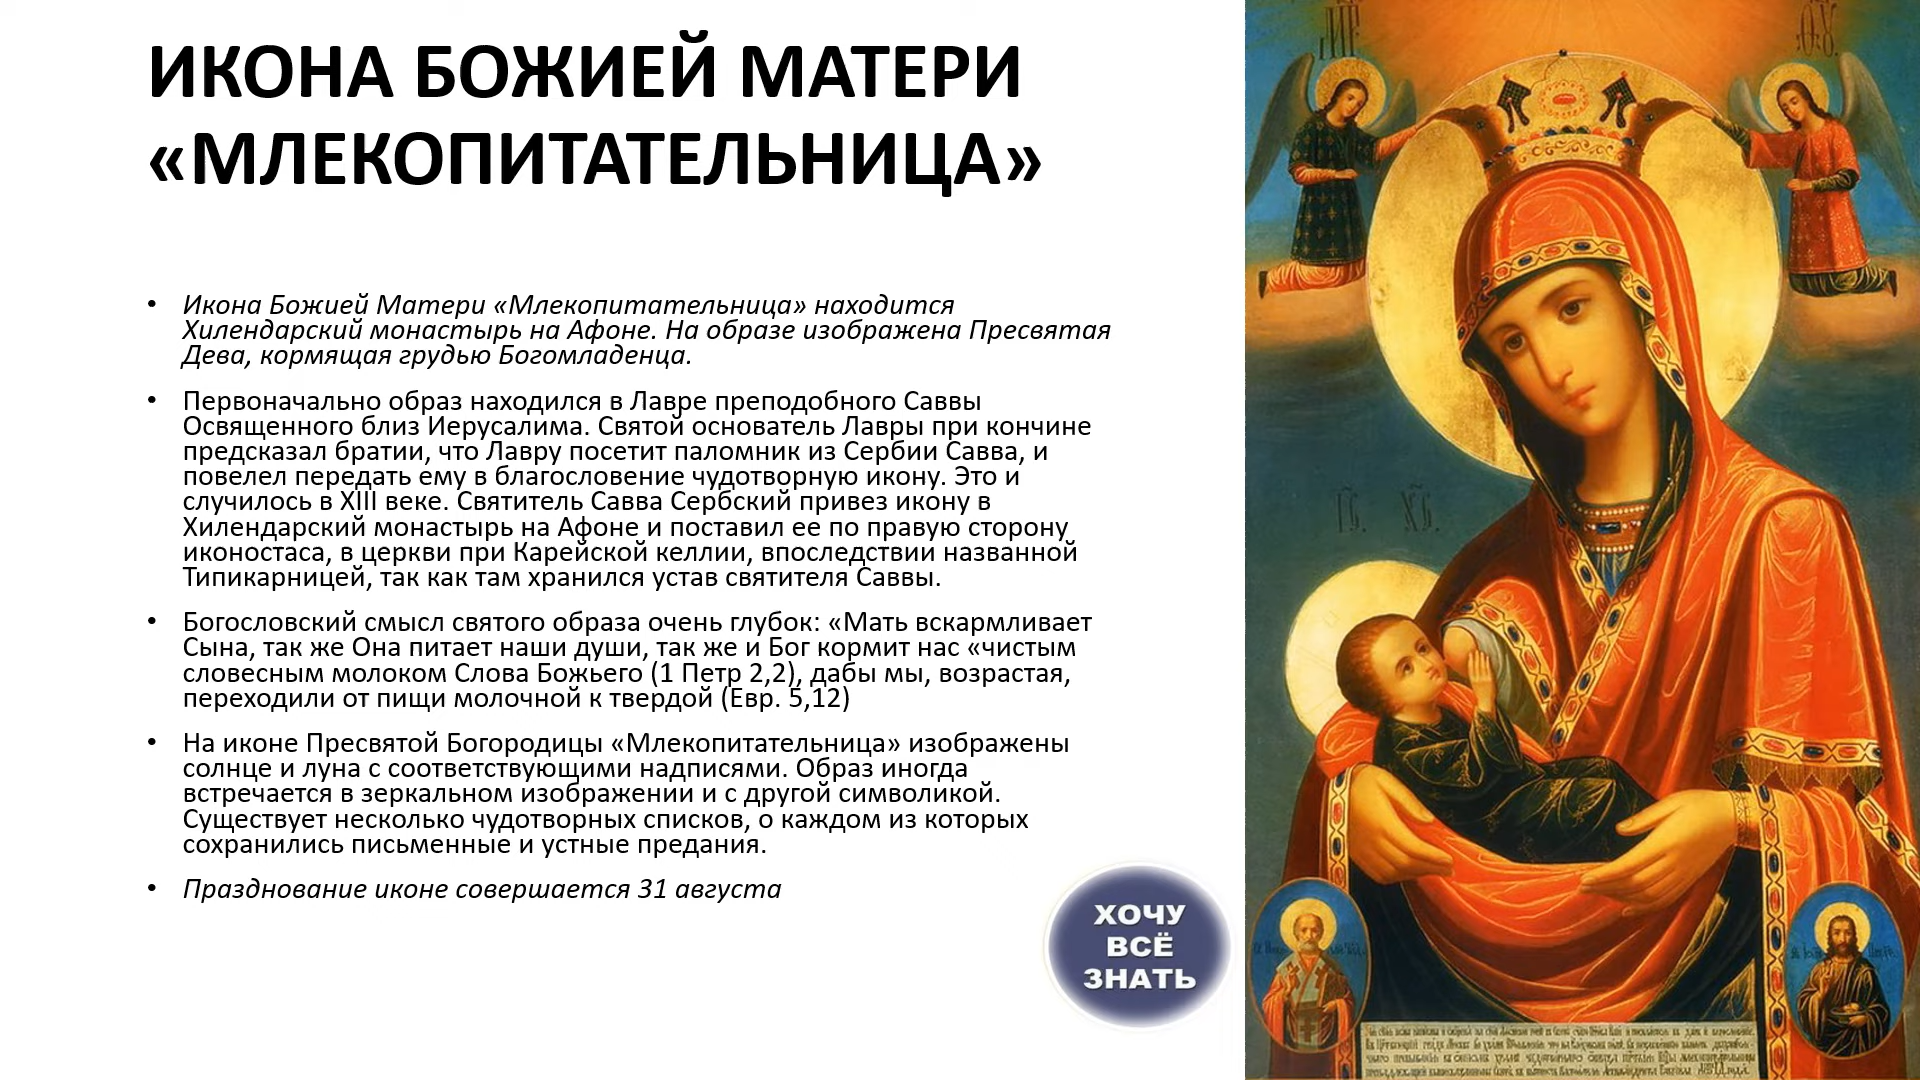 ИКОНА БОЖИЕЙ МАТЕРИ
«МЛЕКОПИТАТЕЛЬНИЦА»
• Икона Божией Матери «Млекопитательница» находится
Хилендарский монастырь на Афоне. На образе изображена Пресвятая
Дева, кормящая грудью Богомладенца.
• Первоначально образ находился в Лавре преподобного Саввы
Освященного близ Иерусалима. Святой основатель Лавры при кончине
предсказал братии, что Лавру посетит паломник из Сербии Савва, и
повелел передать ему в благословение чудотворную икону. Это и
случилось в XIII веке. Святитель Савва Сербский привез икону в
Хилендарский монастырь на Афоне и поставил ее по правую сторону
иконостаса, в церкви при Карейской келлии, впоследствии названной
Типикарницей, так как там хранился устав святителя Саввы.
• Богословский смысл святого образа очень глубок: «Мать вскармливает
Сына, так же Она питает наши души, так же и Бог кормит нас «чистым
словесным молоком Слова Божьего (1 Петр 2,2), дабы мы, возрастая,
переходили от пищи молочной к твердой (Евр. 5,12)
• На иконе Пресвятой Богородицы «Млекопитательница» изображены
солнце и луна с соответствующими надписями. Образ иногда
встречается в зеркальном изображении и с другой символикой.
Существует несколько чудотворных списков, о каждом из которых
сохранились письменные и устные предания.
• Празднование иконе совершается 31 августа
ХОЧУ
ВСЁ
ЗНАТЬ
І҃С. Х҃С.